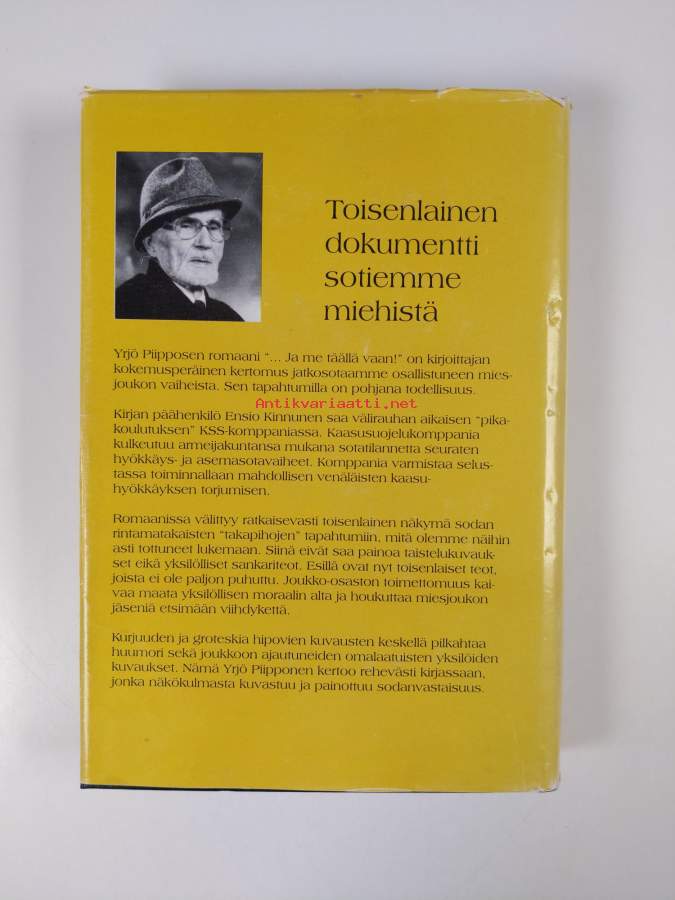 Toisenlainen
dokumentti
sotiemme
miehistä
Yrjö Piipposen romaani "... Ja me täällä vaan!" on kirjoittajan
kokemusperäinen kertomus jatkosotaamme osallistuneen mies-
joukon vaiheista. Sen tapahtumilla on pohjana todellisuus.
Antikvariaatti.net
Kirjan päähenkilö Ensio Kinnunen saa välirauhan aikaisen "pika-
koulutuksen" KSS-komppaniassa. Kaasusuojelukomppania
kulkeutuu armeijakuntansa mukana sotatilannetta seuraten
hyökkäys- ja asemasotavaiheet. Komppania varmistaa selus-
tassa toiminnallaan mahdollisen venäläisten kaasu-
hyökkäyksen torjumisen.
Romaanissa välittyy ratkaisevasti toisenlainen näkymä sodan
rintamatakaisten "takapihojen" tapahtumiin, mitä olemme näihin
asti tottuneet lukemaan. Siinä eivät saa painoa taistelukuvauk-
set eikä yksilölliset sankariteot. Esillä ovat nyt toisenlaiset teot,
joista ei ole paljon puhuttu. Joukko-osaston toimettomuus kai-
vaa maata yksilöllisen moraalin alta ja houkuttaa miesjoukon
jäseniä etsimään viihdykettä.
Kurjuuden ja groteskia hipovien kuvausten keskellä pilkahtaa
huumori sekä joukkoon ajautuneiden omalaatuisten yksilöiden
kuvaukset. Nämä Yrjö Piipponen kertoo rehevästi kirjassaan,
jonka näkökulmasta kuvastuu ja painottuu sodanvastaisuus.